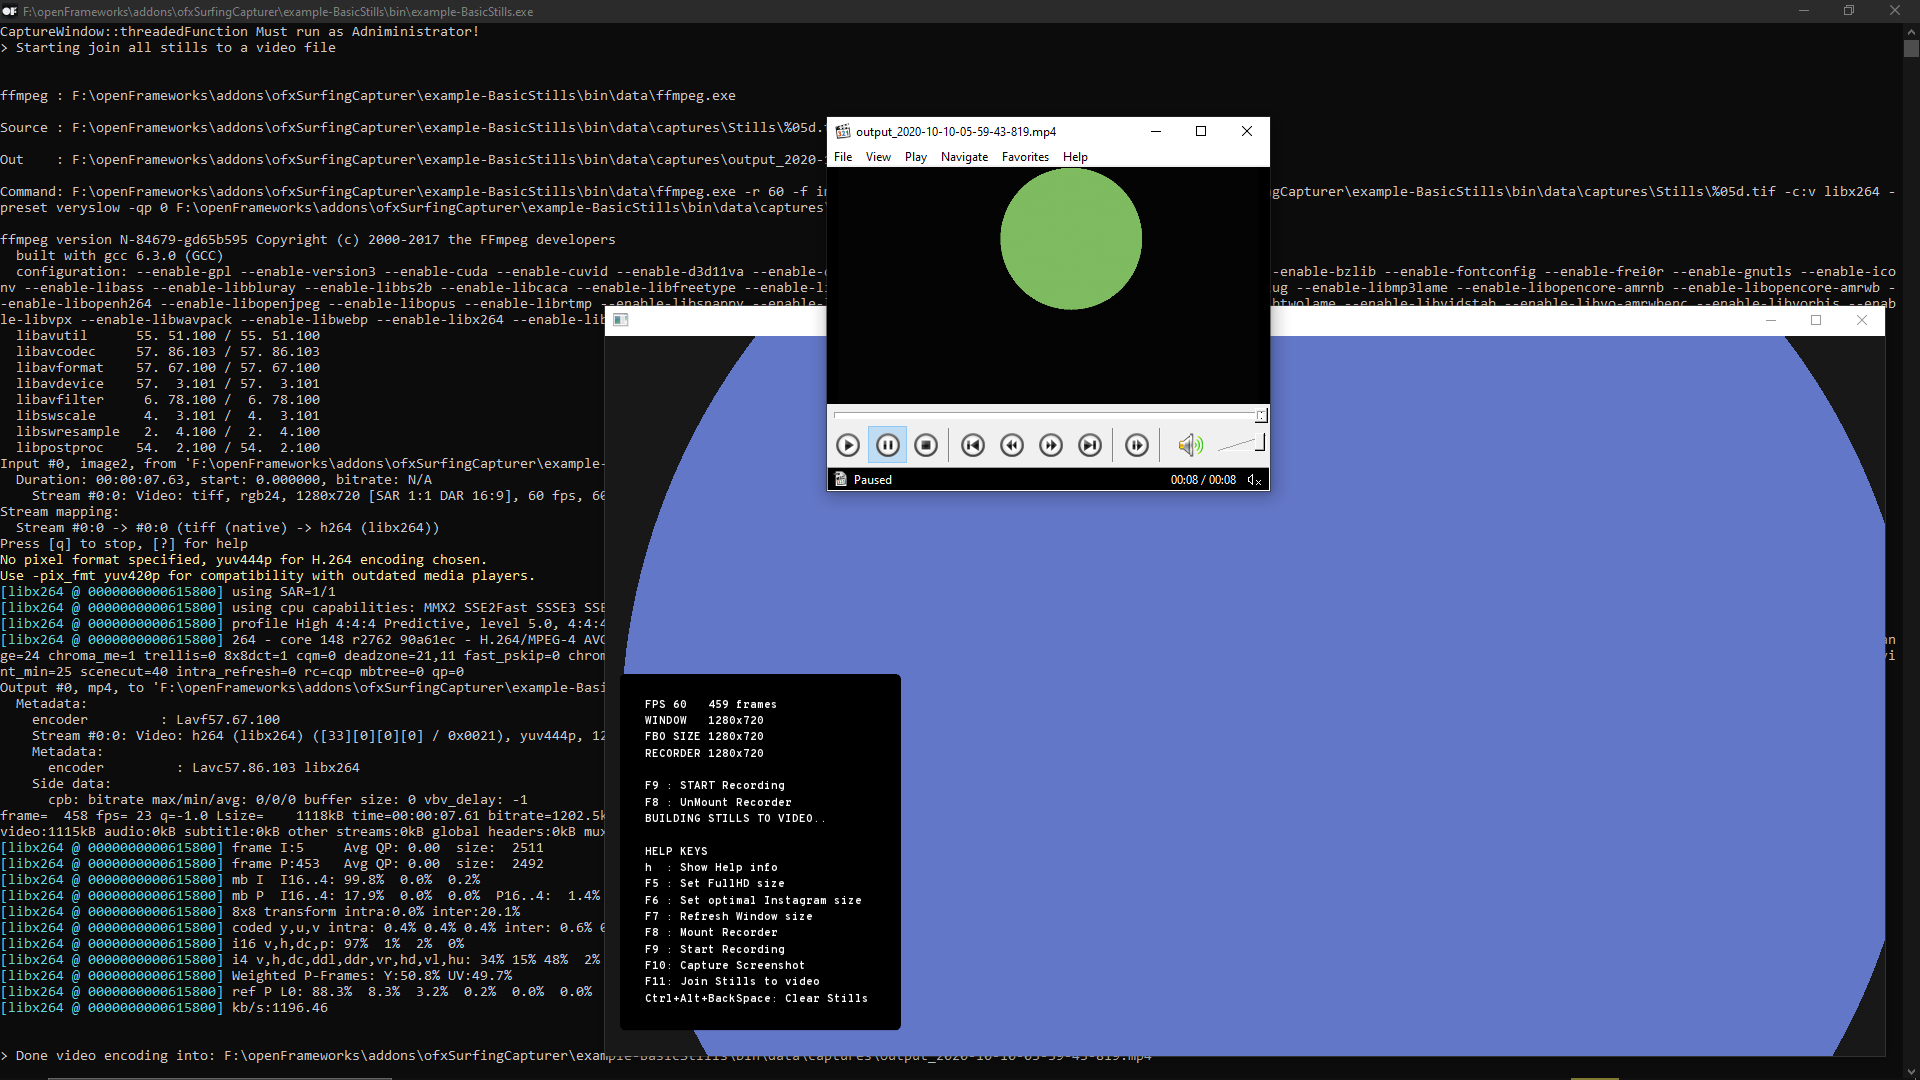 F:\openFrameworks\addons\ofxSurfingCapturer\example-BasicStills\bin\example-BasicStills.exe
CaptureWindow::threadedFunction Must run as Adniministrator!
> Starting join all stills to a video file
ffmpeg : F:\openFrameworks\addons\ofxSurfingCapturer\example-BasicStills\bin\data\ffmpeg.exe
Source : F:\openFrameworks\addons\ofxSurfingCapturer\example-BasicStills\bin\data\captures\Stills\%05d.
Out    : F:\openFrameworks\addons\ofxSurfingCapturer\example-BasicStills\bin\data\captures\output_2020-
Command: F:\openFrameworks\addons\ofxSurfingCapturer\example-BasicStills\bin\data\ffmpeg.exe -r 60 -f gCapturer\example-BasicStills\bin\data\captures\Stills\%05d.tif -c:v libx264 -
preset veryslow -qp 0 F:\openFrameworks\addons\ofxSurfingCapturer\example-BasicStills\bin\data\captures
ffmpeg version N-84679-gd65b595 Copyright (c) 2000-2017 the FFmpeg developers
built with gcc 6.3.0 (GCC)
configuration: --enable-gpl --enable-version3 --enable-cuda --enable-cuvid --enable-d3d11va --enable- -enable-bzlib --enable-fontconfig --enable-frei0r --enable-gnutls --enable-ico
nv --enable-libass --enable-libbluray --enable-libbs2b --enable-libcaca --enable-libfreetype --enable-li ug --enable-libmp3lame --enable-libopencore-amrnb --enable-libopencore-amrwb -
-enable-libopenh264 --enable-libopenjpeg --enable-libopus --enable-librtmp --enable-libsnappy htwolame --enable-libvidstab --enable-libvo-amrwbenc --enable-libvorbis --enab
le-libvpx --enable-libwavpack --enable-libwebp --enable-libx264 --enable-lib
libavutil      55. 51.100 / 55. 51.100
libavcodec     57. 86.103 / 57. 86.103
libavformat    57. 67.100 / 57. 67.100
libavdevice    57.  3.101 / 57.  3.101
libavfilter     6. 78.100 /  6. 78.100
libswscale      4.  3.101 /  4.  3.101
libswresample   2.  4.100 /  2.  4.100
libpostproc    54.  2.100 / 54.  2.100
Input #0, image2, from 'F:\openFrameworks\addons\ofxSurfingCapturer\example-
Duration: 00:00:07.63, start: 0.000000, bitrate: N/A
Stream #0:0: Video: tiff, rgb24, 1280x720 [SAR 1:1 DAR 16:9], 60 fps, 60
Stream mapping:
Stream #0:0 -> #0:0 (tiff (native) -> h264 (libx264))
Press [q] to stop, [?] for help
No pixel format specified, yuv444p for H.264 encoding chosen.
Use -pix_fmt yuv420p for compatibility with outdated media players.
[libx264 @ 0000000000615800] using SAR=1/1
[libx264 @ 0000000000615800] using cpu capabilities: MMX2 SSE2Fast SSSE3 SSE
[libx264 @ 0000000000615800] profile High 4:4:4 Predictive, level 5.0, 4:4:4
[libx264 @ 0000000000615800] 264 - core 148 r2762 90a61ec - H.264/MPEG-4 AVC an
ge=24 chroma_me=1 trellis=0 8x8dct=1 cqm=0 deadzone=21,11 fast_pskip=0 chrom vi
nt_min=25 scenecut=40 intra_refresh=0 rc=cqp mbtree=0 qp=0
Output #0, mp4, to 'F:\openFrameworks\addons\ofxSurfingCapturer\example-Basi
Metadata:
encoder         : Lavf57.67.100
Stream #0:0: Video: h264 (libx264) ([33][0][0][0] / 0x0021), yuv444p, 12
Metadata:
encoder         : Lavc57.86.103 libx264
Side data:
cpb: bitrate max/min/avg: 0/0/0 buffer size: 0 vbv_delay: -1
frame=  458 fps= 23 q=-1.0 Lsize=    1118kB time=00:00:07.61 bitrate=1202.5k
video:1115kB audio:0kB subtitle:0kB other streams:0kB global headers:0kB mux
[libx264 @ 0000000000615800] frame I:5     Avg QP: 0.00  size:  2511
[libx264 @ 0000000000615800] frame P:453   Avg QP: 0.00  size:  2492
[libx264 @ 0000000000615800] mb I  I16..4: 99.8%  0.0%  0.2%
[libx264 @ 0000000000615800] mb P  I16..4: 17.9%  0.0%  0.0%  P16..4:  1.4%
[libx264 @ 0000000000615800] 8x8 transform intra:0.0% inter:20.1%
[libx264 @ 0000000000615800] coded y,u,v intra: 0.4% 0.4% 0.4% inter: 0.6%
[libx264 @ 0000000000615800] i16 v,h,dc,p: 97%  1%  2%  0%
[libx264 @ 0000000000615800] i4 v,h,dc,ddl,ddr,vr,hd,vl,hu: 34% 15% 48%  2%
[libx264 @ 0000000000615800] Weighted P-Frames: Y:50.8% UV:49.7%
[libx264 @ 0000000000615800] ref P L0: 88.3%  8.3%  3.2%  0.2%  0.0%  0.0%
[libx264 @ 0000000000615800] kb/s:1196.46
> Done video encoding into: F:\openFrameworks\addons\ofxSurfingCapturer\example-BasicStills\bin\data\captures\output_2020-10-10-05-59-43-819.mp4
output_2020-10-10-05-59-43-819.mp4
File View Play Navigate Favorites Help
Paused 00:08 / 00:08
FPS 60   459 frames
WINDOW   1280x720
FBO SIZE 1280x720
RECORDER 1280x720
F9 : START Recording
F8 : UnMount Recorder
BUILDING STILLS TO VIDEO..
HELP KEYS
h  : Show Help info
F5 : Set FullHD size
F6 : Set optimal Instagram size
F7 : Refresh Window size
F8 : Mount Recorder
F9 : Start Recording
F10: Capture Screenshot
F11: Join Stills to video
Ctrl+Alt+BackSpace: Clear Stills